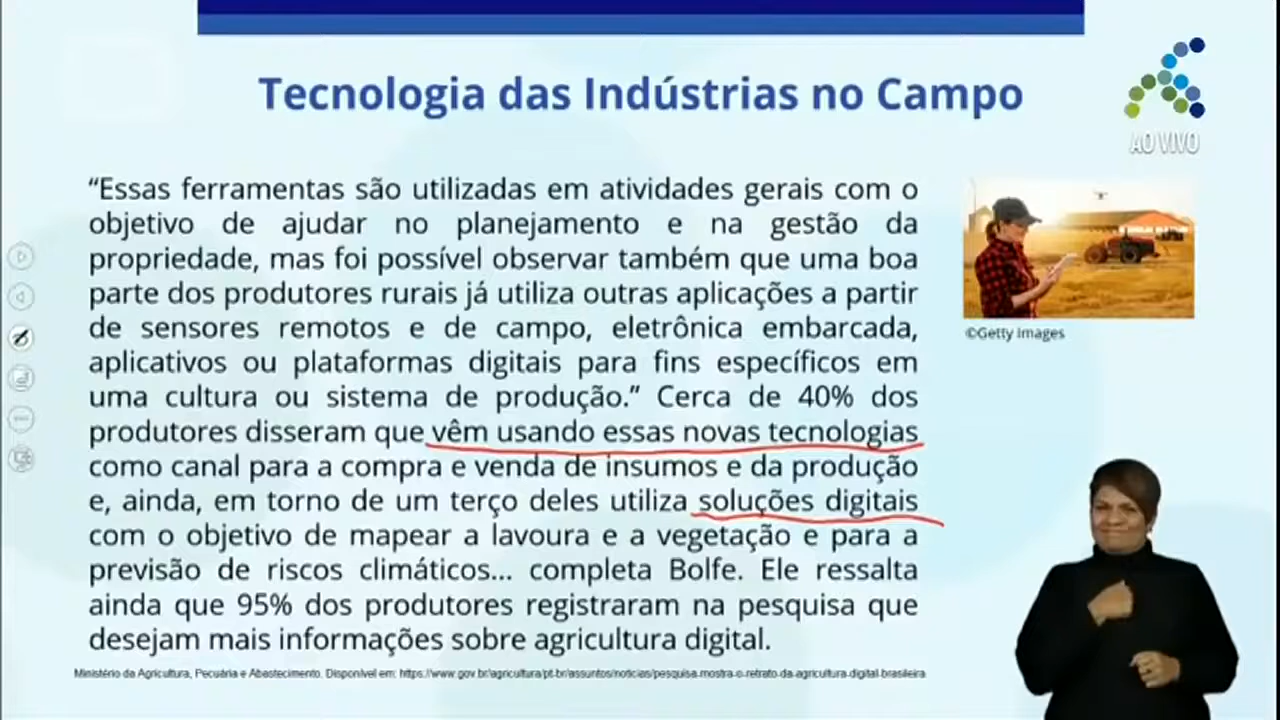 Tecnologia das Indústrias no Campo
AO VIVO
“Essas ferramentas são utilizadas em atividades gerais com o
objetivo de ajudar no planejamento e na gestão da
propriedade, mas foi possível observar também que uma boa
parte dos produtores rurais já utiliza outras aplicações a partir
de sensores remotos e de campo, eletrônica embarcada,
aplicativos ou plataformas digitais para fins específicos em
uma cultura ou sistema de produção.” Cerca de 40% dos
produtores disseram que vêm usando essas novas tecnologias
como canal para a compra e venda de insumos e da produção
e, ainda, em torno de um terço deles utiliza soluções digitais
com o objetivo de mapear a lavoura e a vegetação e para a
previsão de riscos climáticos... completa Bolfe. Ele ressalta
ainda que 95% dos produtores registraram na pesquisa que
desejam mais informações sobre agricultura digital.
©Getty Images
Ministério da Agricultura, Pecuária e Abastecimento. Disponível em: https://www.gov.br/agricultura/pt-br/assuntos/noticias/pesquisa-mostra-o-retrato-da-agricultura-digital-brasileira